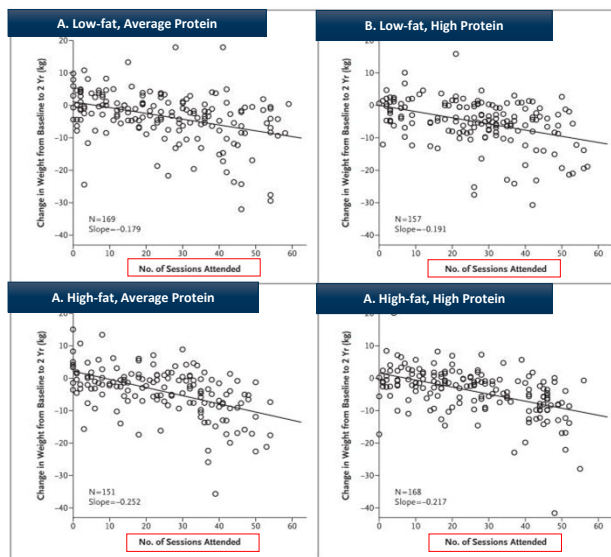 A. Low-fat, Average Protein
20
10
0
−10
−20
−30
−40
Change in Weight from Baseline to 2 Yr (kg)
N=169
Slope=−0.179
0 10 20 30 40 50 60
No. of Sessions Attended
B. Low-fat, High Protein
20
10
0
−10
−20
−30
−40
Change in Weight from Baseline to 2 Yr (kg)
N=157
Slope=−0.191
0 10 20 30 40 50 60
No. of Sessions Attended
A. High-fat, Average Protein
20
10
0
−10
−20
−30
−40
Change in Weight from Baseline to 2 Yr (kg)
N=151
Slope=−0.252
0 10 20 30 40 50 60
No. of Sessions Attended
A. High-fat, High Protein
20
10
0
−10
−20
−30
−40
Change in Weight from Baseline to 2 Yr (kg)
N=168
Slope=−0.217
0 10 20 30 40 50 60
No. of Sessions Attended